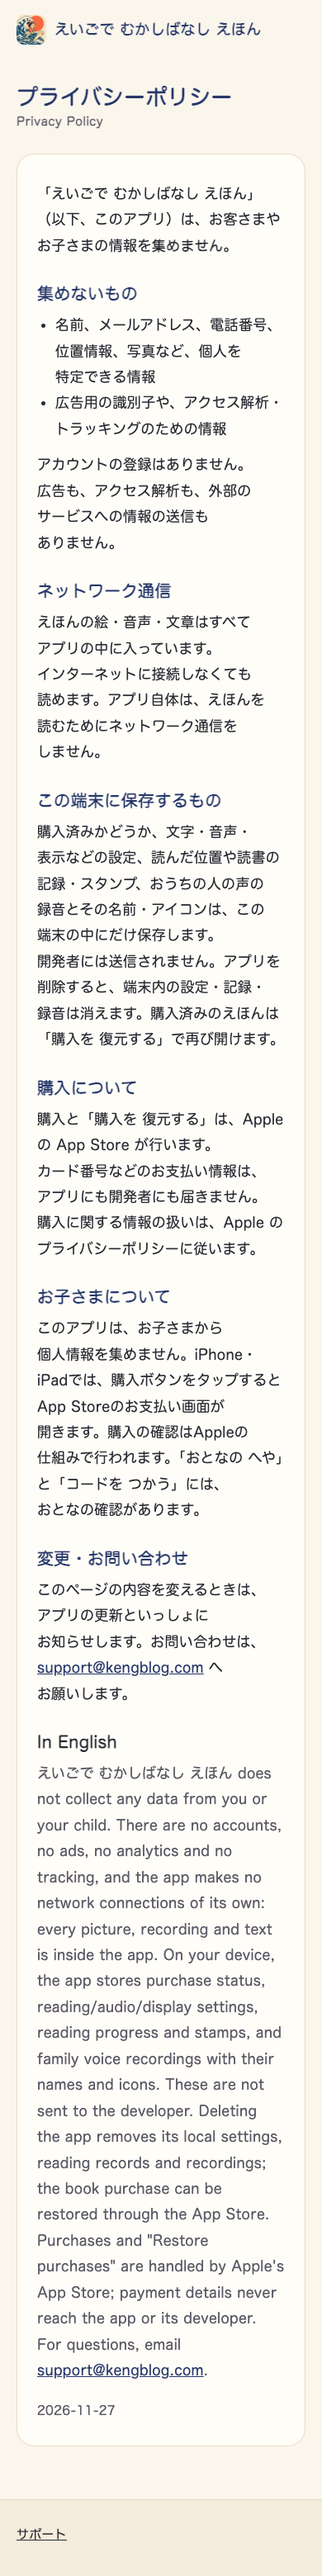 えいごで むかしばなし えほん
プライバシーポリシー
Privacy Policy
「えいごで むかしばなし えほん」
（以下、このアプリ）は、お客さまや
お子さまの情報を集めません。
集めないもの
• 名前、メールアドレス、電話番号、
位置情報、写真など、個人を
特定できる情報
• 広告用の識別子や、アクセス解析・
トラッキングのための情報
アカウントの登録はありません。
広告も、アクセス解析も、外部の
サービスへの情報の送信も
ありません。
ネットワーク通信
えほんの絵・音声・文章はすべて
アプリの中に入っています。
インターネットに接続しなくても
読めます。アプリ自体は、えほんを
読むためにネットワーク通信を
しません。
この端末に保存するもの
購入済みかどうか、文字・音声・
表示などの設定、読んだ位置や読書の
記録・スタンプ、おうちの人の声の
録音とその名前・アイコンは、この
端末の中にだけ保存します。
開発者には送信されません。アプリを
削除すると、端末内の設定・記録・
録音は消えます。購入済みのえほんは
「購入を 復元する」で再び開けます。
購入について
購入と「購入を 復元する」は、Apple
の App Store が行います。
カード番号などのお支払い情報は、
アプリにも開発者にも届きません。
購入に関する情報の扱いは、Apple の
プライバシーポリシーに従います。
お子さまについて
このアプリは、お子さまから
個人情報を集めません。iPhone・
iPadでは、購入ボタンをタップすると
App Storeのお支払い画面が
開きます。購入の確認はAppleの
仕組みで行われます。「おとなの へや」
と「コードを つかう」には、
おとなの確認があります。
変更・お問い合わせ
このページの内容を変えるときは、
アプリの更新といっしょに
お知らせします。お問い合わせは、
support@kengblog.com へ
お願いします。
In English
えいごで むかしばなし えほん does
not collect any data from you or
your child. There are no accounts,
no ads, no analytics and no
tracking, and the app makes no
network connections of its own:
every picture, recording and text
is inside the app. On your device,
the app stores purchase status,
reading/audio/display settings,
reading progress and stamps, and
family voice recordings with their
names and icons. These are not
sent to the developer. Deleting
the app removes its local settings,
reading records and recordings;
the book purchase can be
restored through the App Store.
Purchases and "Restore
purchases" are handled by Apple's
App Store; payment details never
reach the app or its developer.
For questions, email
support@kengblog.com.
2026-11-27
サポート